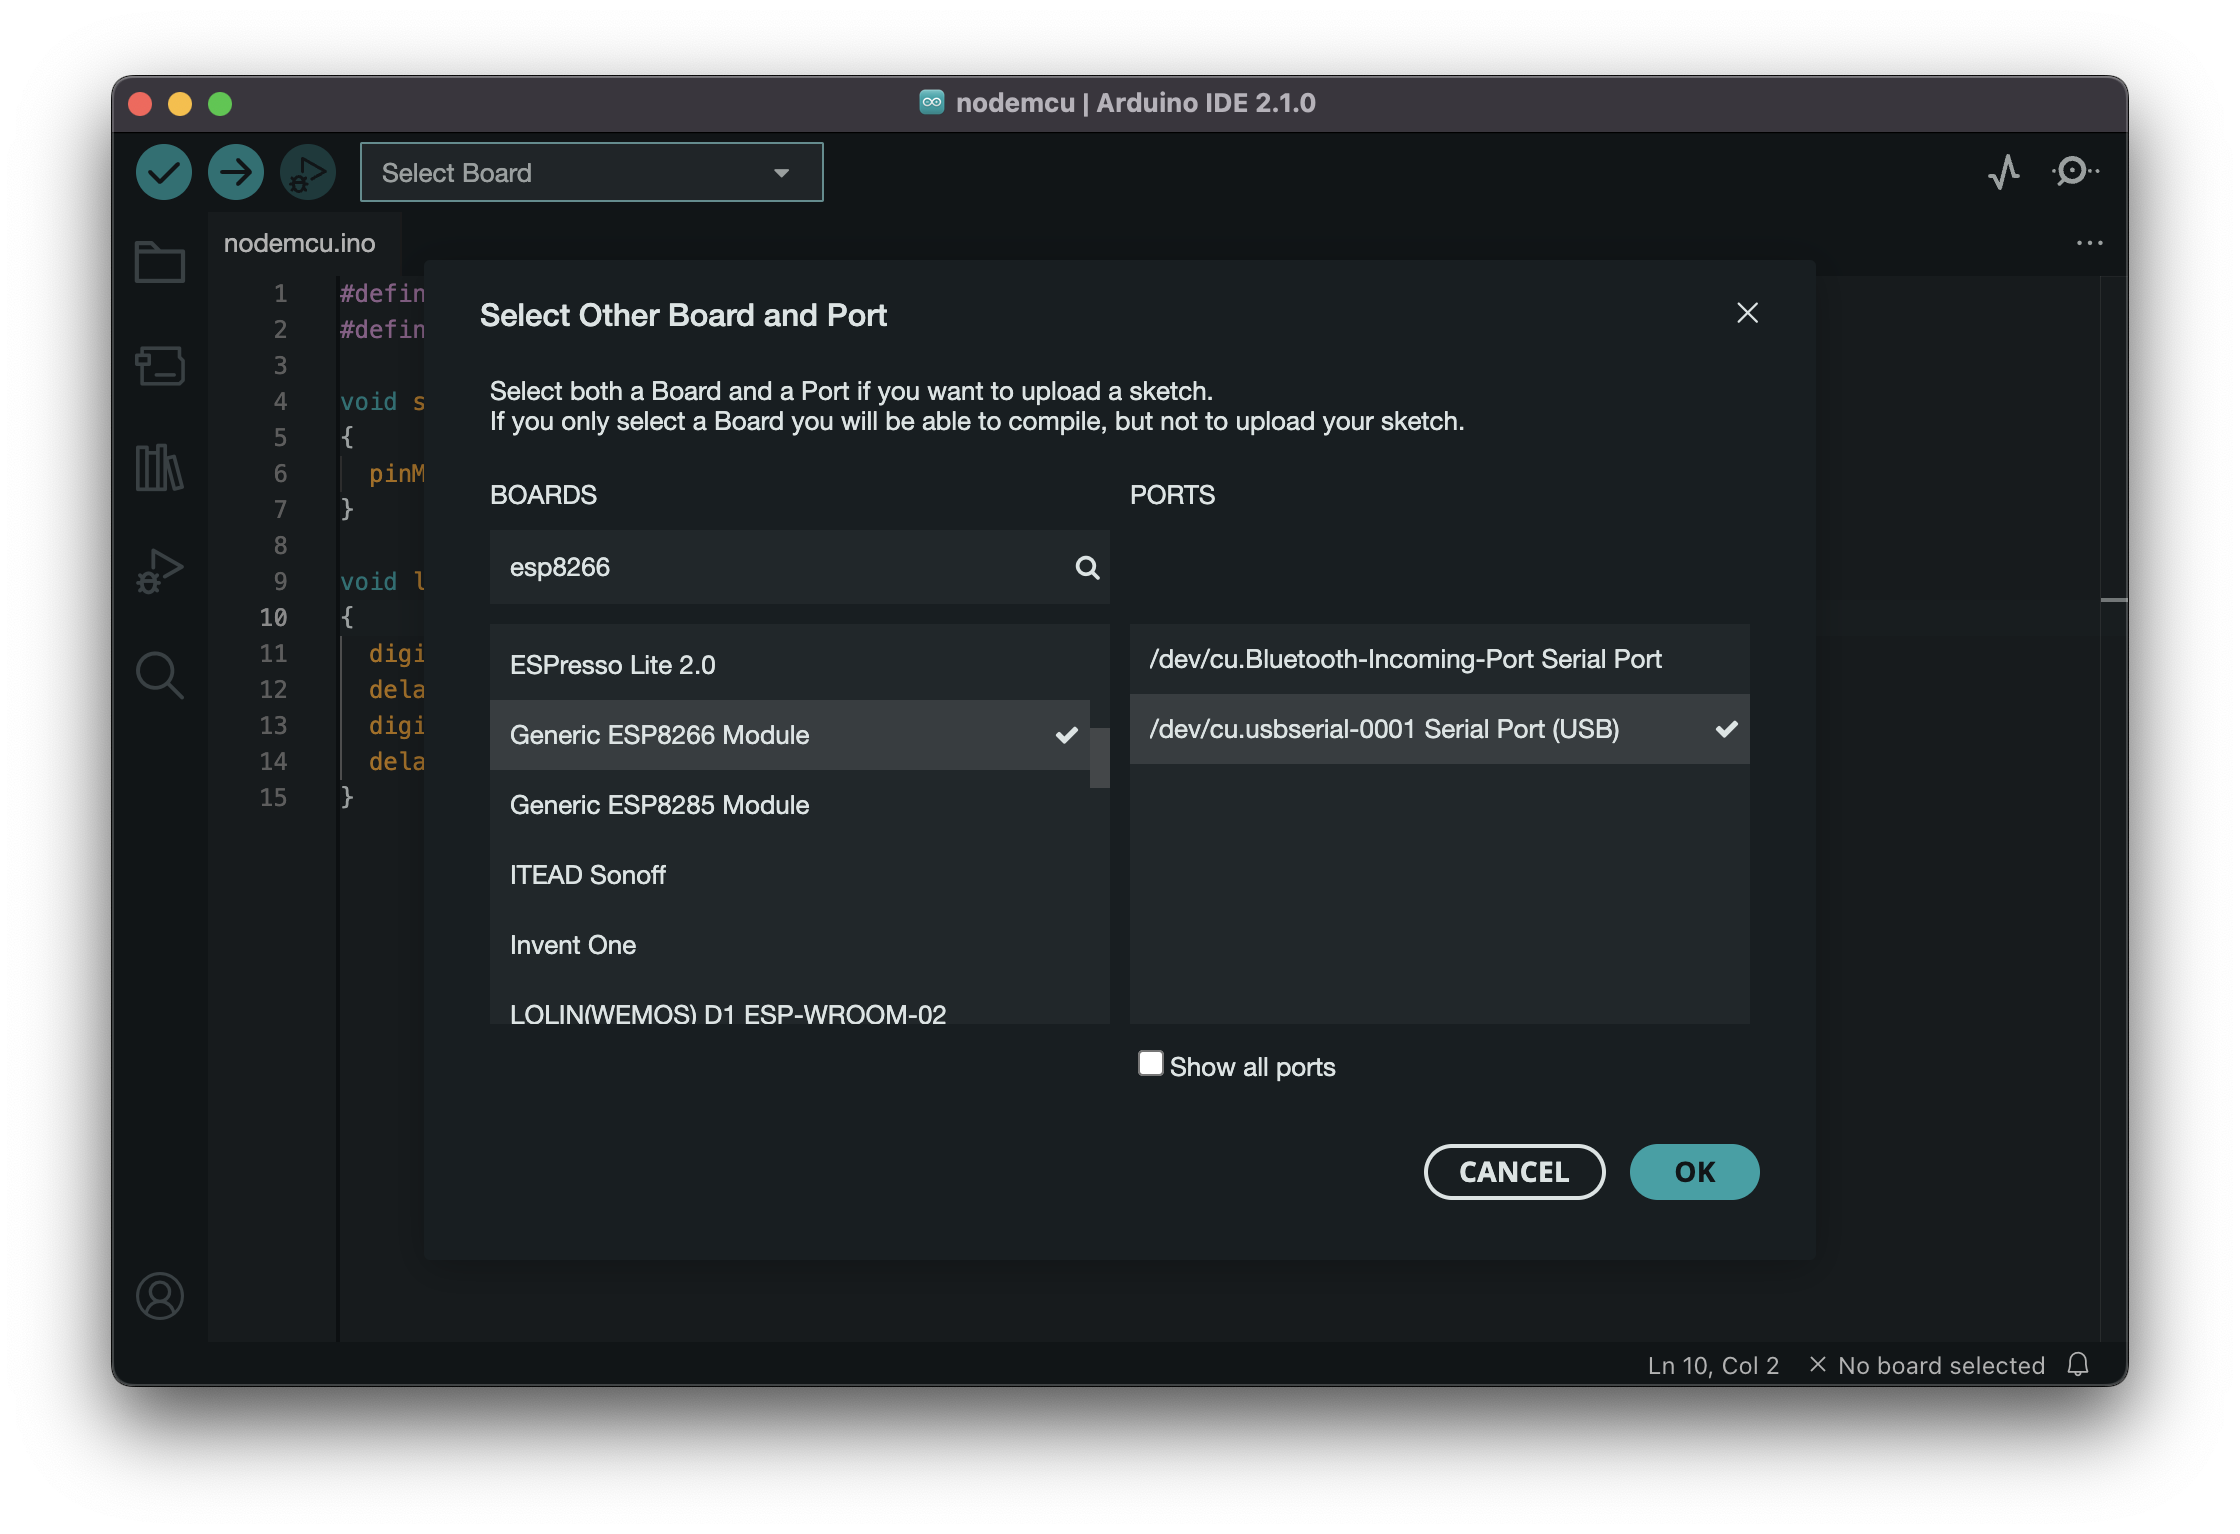 nodemcu | Arduino IDE 2.1.0
Select Board
nodemcu.ino
Select Other Board and Port
Select both a Board and a Port if you want to upload a sketch.
If you only select a Board you will be able to compile, but not to upload your sketch.
BOARDS
PORTS
esp8266
ESPresso Lite 2.0
Generic ESP8266 Module
Generic ESP8285 Module
ITEAD Sonoff
Invent One
LOLIN(WEMOS) D1 ESP-WROOM-02
/dev/cu.Bluetooth-Incoming-Port Serial Port
/dev/cu.usbserial-0001 Serial Port (USB)
Show all ports
CANCEL
OK
1 #defin
2 #defin
3
4 void s
5 {
6 pinM
7 }
8
9 void l
10 {
11 digi
12 dela
13 digi
14 dela
15 }
Ln 10, Col 2
No board selected